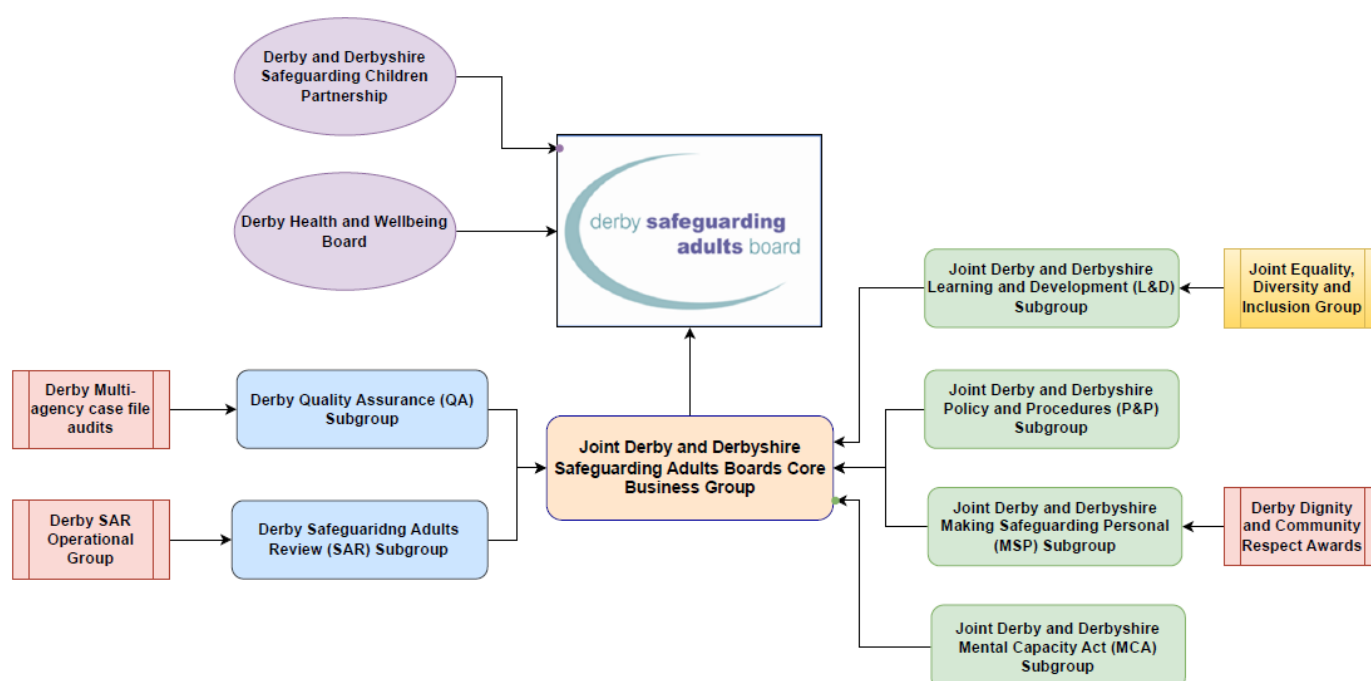 Derby and Derbyshire
Safeguarding Children
Partnership
Derby Health and Wellbeing
Board
derby safeguarding
adults board
Joint Derby and Derbyshire
Learning and Development (L&D)
Subgroup
Joint Equality,
Diversity and
Inclusion Group
Derby Multi-
agency case file
audits
Derby Quality Assurance (QA)
Subgroup
Joint Derby and Derbyshire
Safeguarding Adults Boards Core
Business Group
Joint Derby and Derbyshire
Policy and Procedures (P&P)
Subgroup
Derby SAR
Operational
Group
Derby Safeguaridng Adults
Review (SAR) Subgroup
Joint Derby and Derbyshire
Making Safeguarding Personal
(MSP) Subgroup
Derby Dignity
and Community
Respect Awards
Joint Derby and Derbyshire
Mental Capacity Act (MCA)
Subgroup